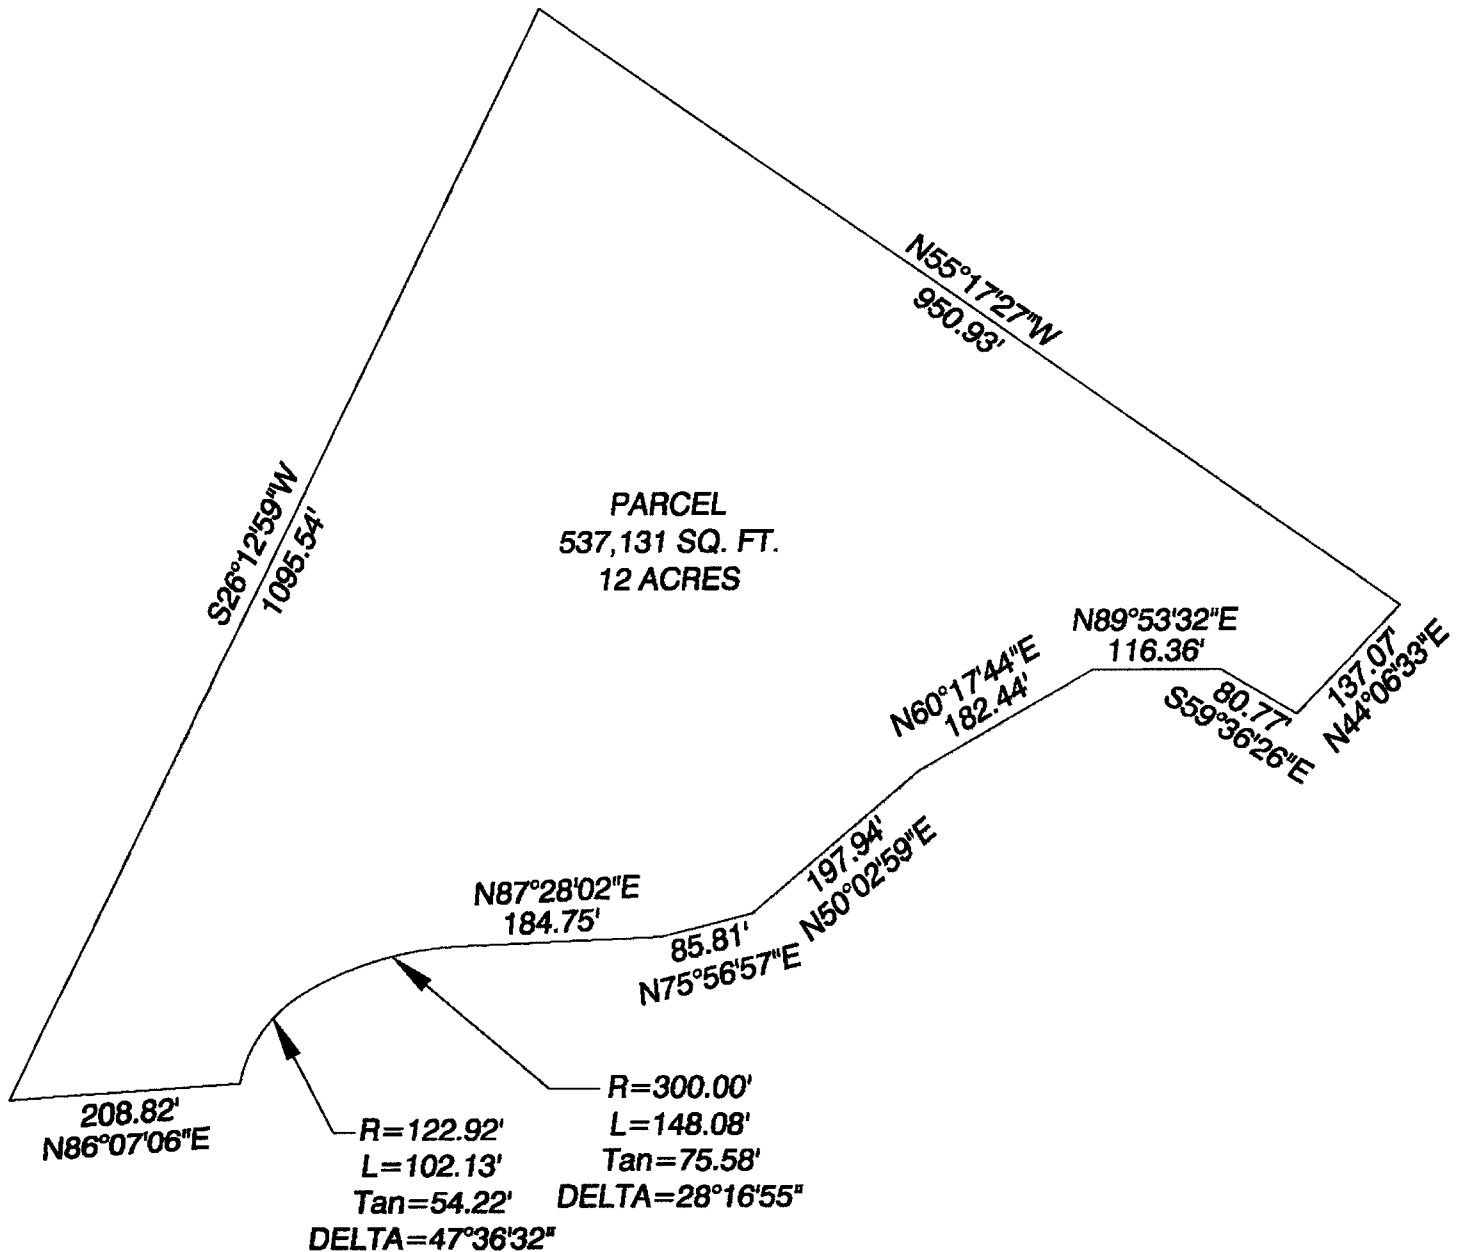 N55°17'27"W
950.93'
S26°12'59"W
1095.54'
PARCEL
537,131 SQ. FT.
12 ACRES
N89°53'32"E
116.36'
137.07'
N44°06'33"E
80.77'
S59°36'26"E
N60°17'44"E
182.44'
197.94'
N50°02'59"E
N87°28'02"E
184.75'
85.81'
N75°56'57"E
208.82'
N86°07'06"E
R=122.92'
L=102.13'
Tan=54.22'
DELTA=47°36'32"
R=300.00'
L=148.08'
Tan=75.58'
DELTA=28°16'55"